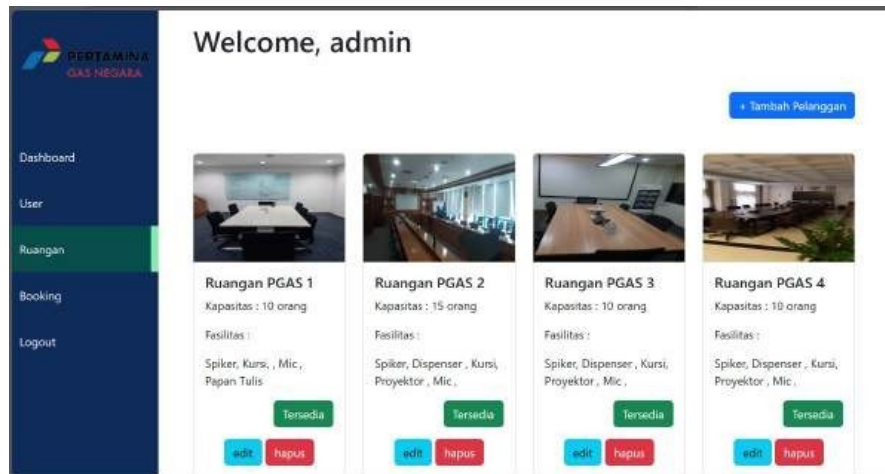 PERTAMINA
GAS NEGARA
Dashboard
User
Ruangan
Booking
Logout
Welcome, admin
+ Tambah Pelanggan
Ruangan PGAS 1
Kapasitas : 10 orang
Fasilitas :
Spiker, Kursi, , Mic ,
Papan Tulis
Tersedia
edit hapus
Ruangan PGAS 2
Kapasitas : 15 orang
Fasilitas :
Spiker, Dispenser , Kursi,
Proyektor , Mic ,
Tersedia
edit hapus
Ruangan PGAS 3
Kapasitas : 10 orang
Fasilitas :
Spiker, Dispenser , Kursi,
Proyektor , Mic ,
Tersedia
edit hapus
Ruangan PGAS 4
Kapasitas : 10 orang
Fasilitas :
Spiker, Dispenser , Kursi,
Proyektor , Mic ,
Tersedia
edit hapus